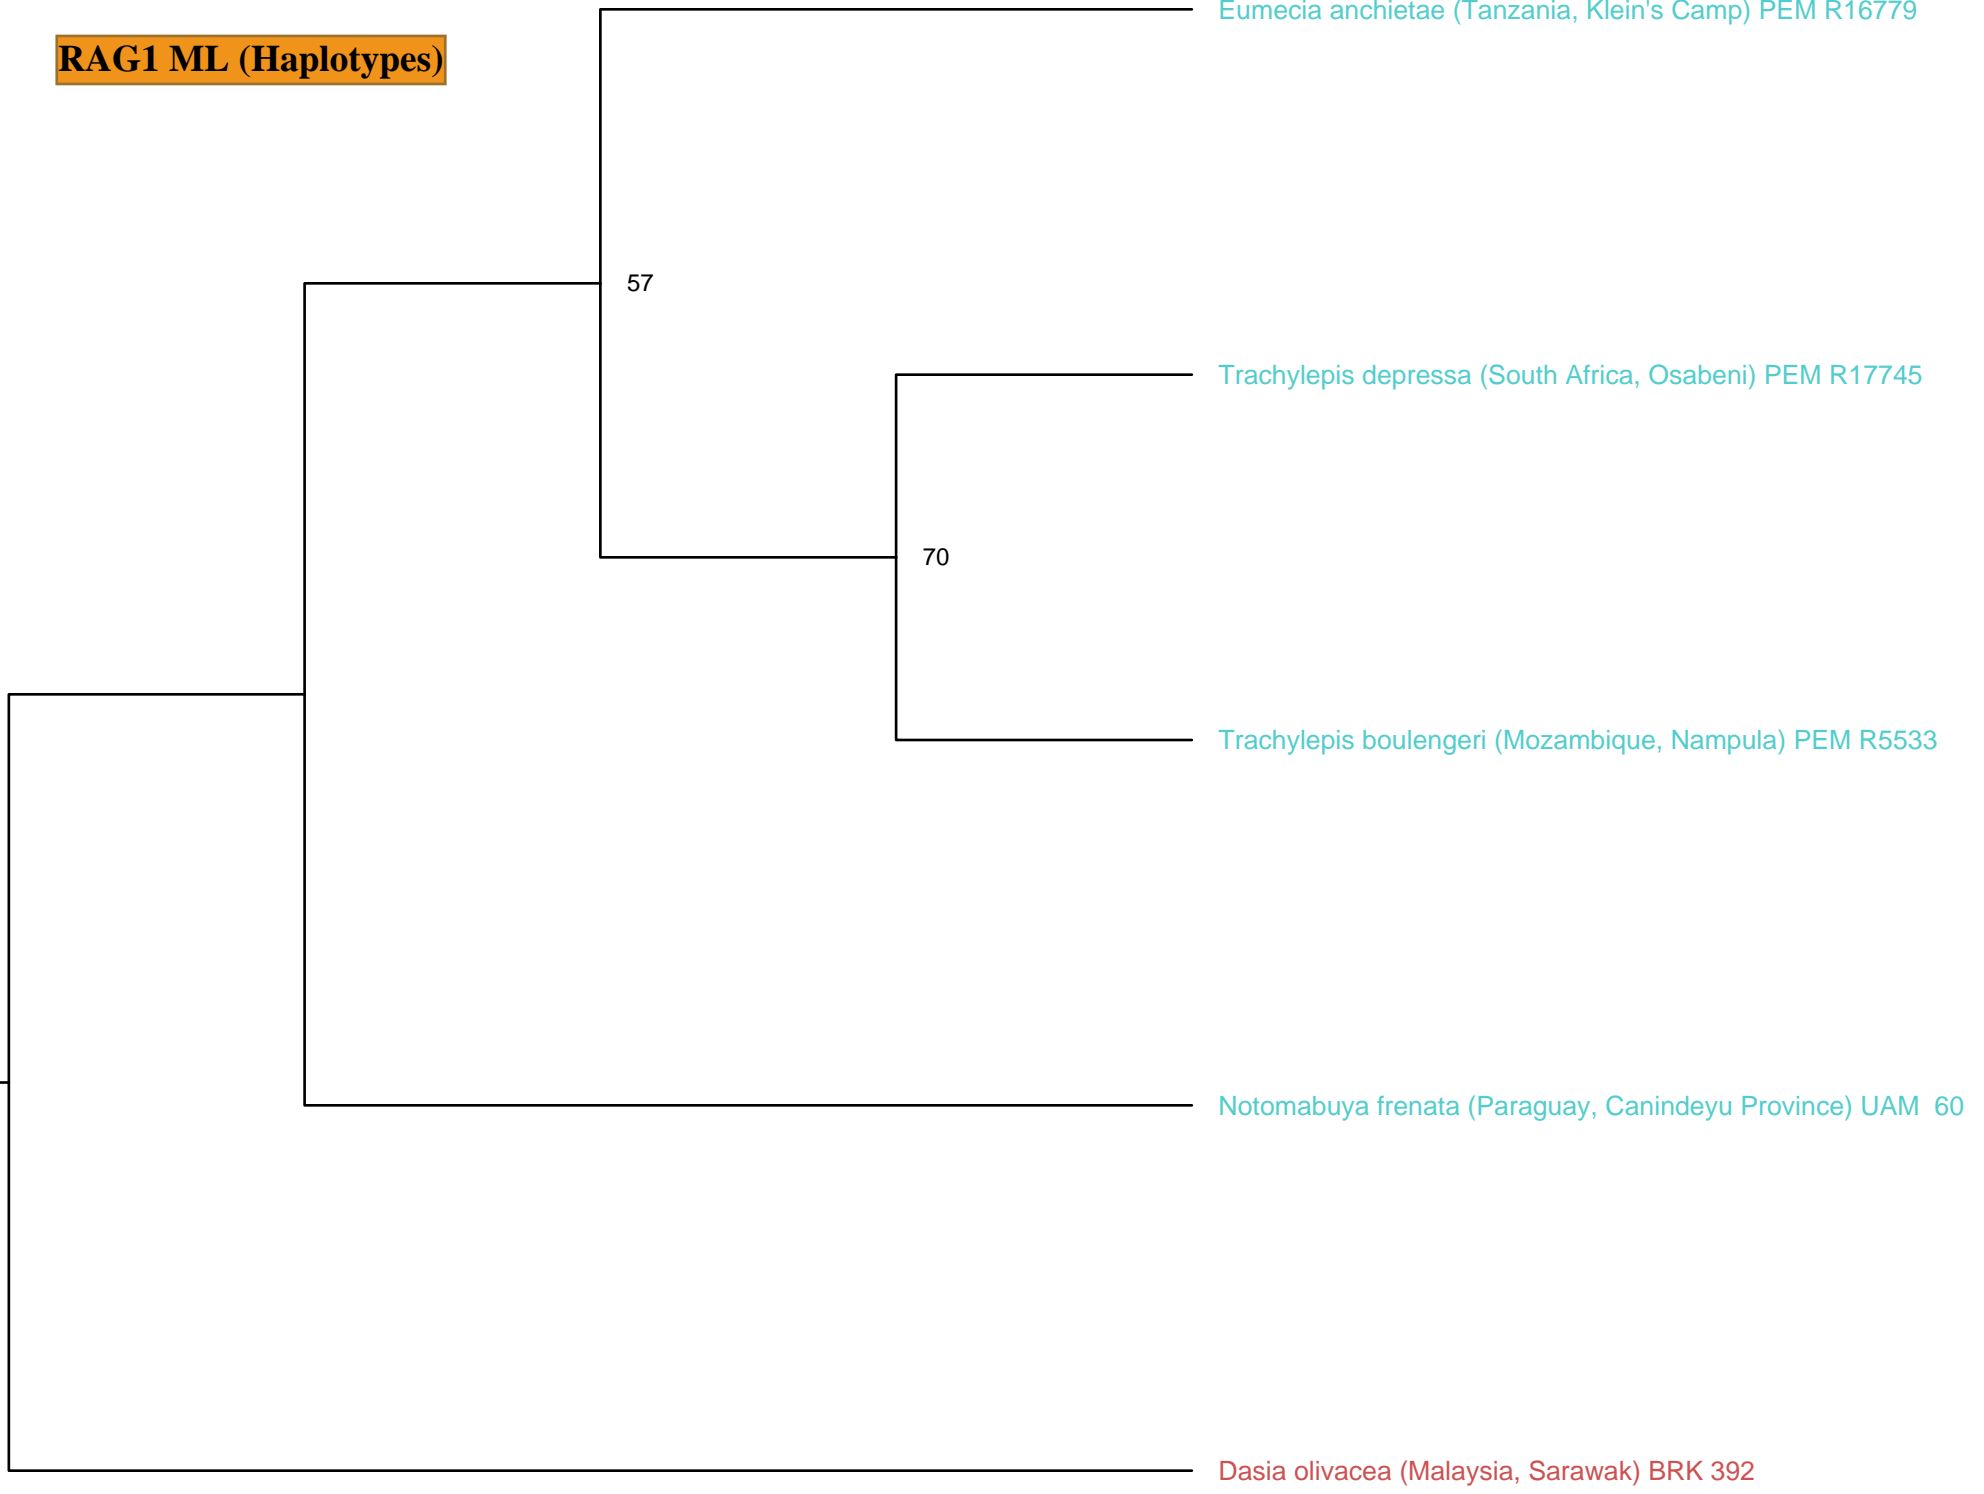 Eumecia anchietae (Tanzania, Klein's Camp) PEM R16779
RAG1 ML (Haplotypes)
57
Trachylepis depressa (South Africa, Osabeni) PEM R17745
70
Trachylepis boulengeri (Mozambique, Nampula) PEM R5533
Notomabuya frenata (Paraguay, Canindeyu Province) UAM  60
Dasia olivacea (Malaysia, Sarawak) BRK 392